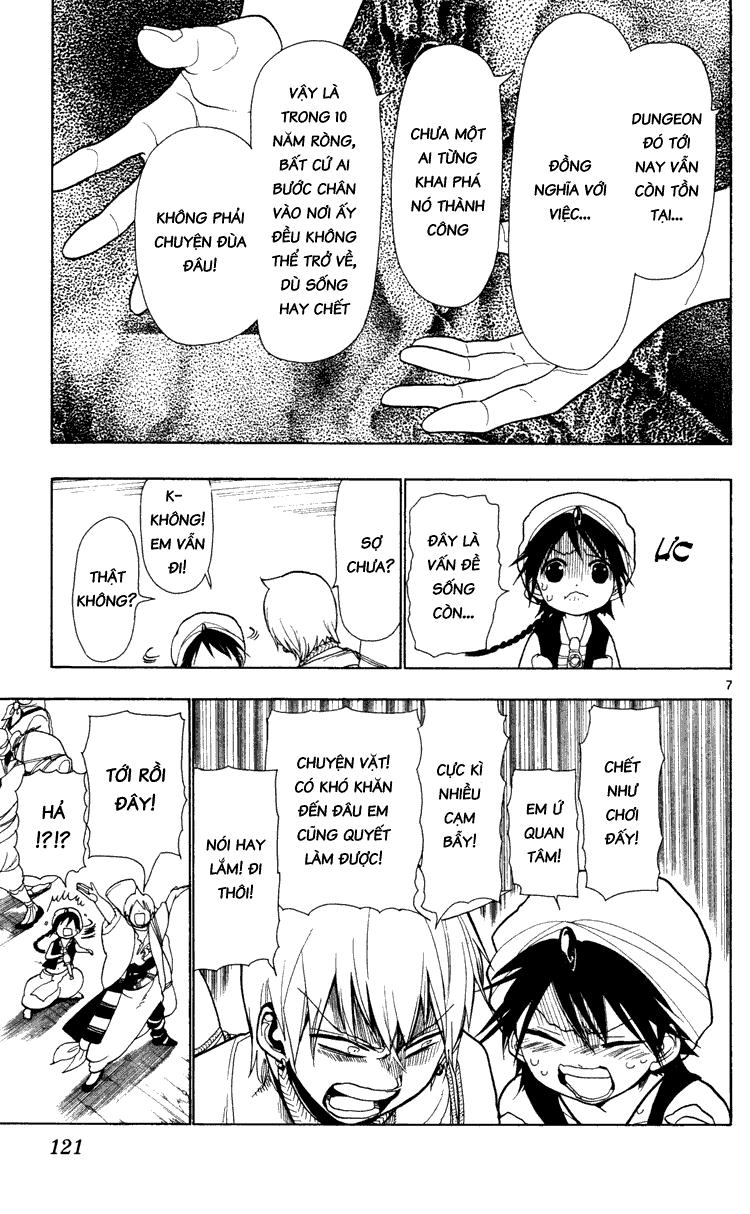 DUNGEON
ĐÓ TỚI
NAY VẪN
CÒN TỒN
TẠI...
ĐỒNG
NGHĨA VỚI
VIỆC...
CHƯA MỘT
AI TỪNG
KHAI PHÁ
NÓ THÀNH
CÔNG
VẬY LÀ
TRONG 10
NĂM RÒNG,
BẤT CỨ AI
BƯỚC CHÂN
VÀO NƠI ẤY
ĐỀU KHÔNG
THỂ TRỞ VỀ,
DÙ SỐNG
HAY CHẾT
KHÔNG PHẢI
CHUYỆN ĐÙA
ĐÂU!
ỰC
ĐÂY LÀ
VẤN ĐỀ
SỐNG
CÒN...
SỢ
CHƯA?
K-
KHÔNG!
EM VẪN
ĐI!
THẬT
KHÔNG?
7
CHẾT
NHƯ
CHƠI
ĐẤY!
EM Ứ
QUAN
TÂM!
CỰC KÌ
NHIỀU
CẠM
BẪY!
CHUYỆN VẶT!
CÓ KHÓ KHĂN
ĐẾN ĐÂU EM
CŨNG QUYẾT
LÀM ĐƯỢC!
NÓI HAY
LẮM! ĐI
THÔI!
TỚI RỒI
ĐÂY!
HẢ
!?!?
121